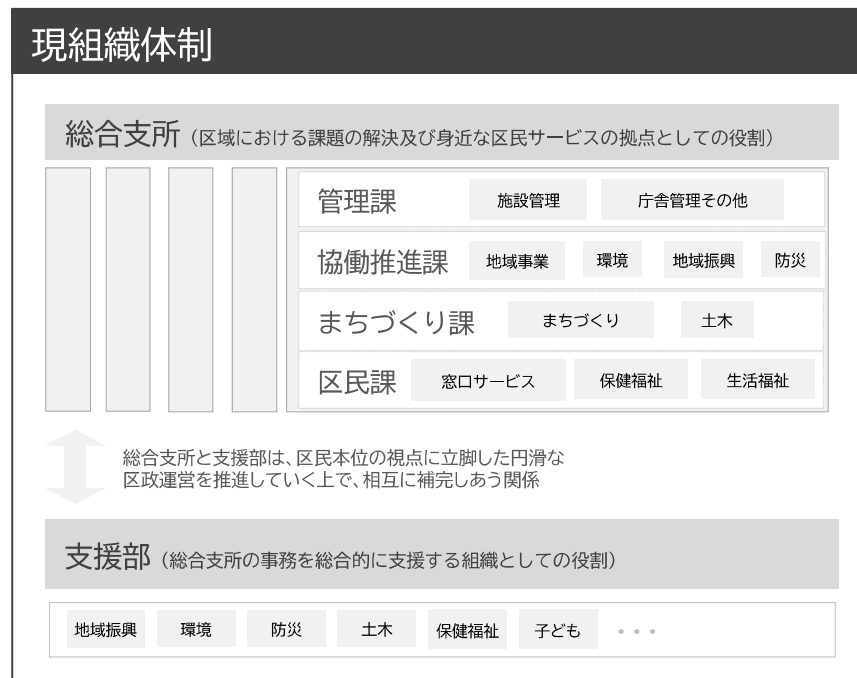 現組織体制
総合支所（区域における課題の解決及び身近な区民サービスの拠点としての役割）
管理課 施設管理 庁舎管理その他
協働推進課 地域事業 環境 地域振興 防災
まちづくり課 まちづくり 土木
区民課 窓口サービス 保健福祉 生活福祉
総合支所と支援部は、区民本位の視点に立脚した円滑な
区政運営を推進していく上で、相互に補完しあう関係
支援部（総合支所の事務を総合的に支援する組織としての役割）
地域振興 環境 防災 土木 保健福祉 子ども ・・・